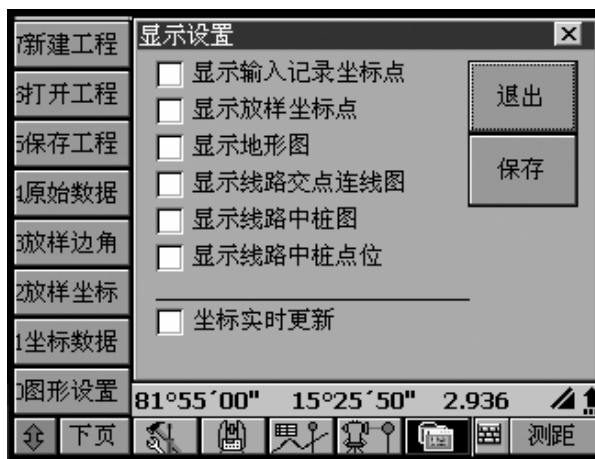 7新建工程
打开工程
保存工程
原始数据
放样边角
2放样坐标
1坐标数据
图形设置
下页
显示设置
显示输入记录坐标点
显示放样坐标点
显示地形图
显示线路交点连线图
显示线路中桩图
显示线路中桩点位
坐标实时更新
退出
保存
81°55´00" 15°25´50" 2.936
测距